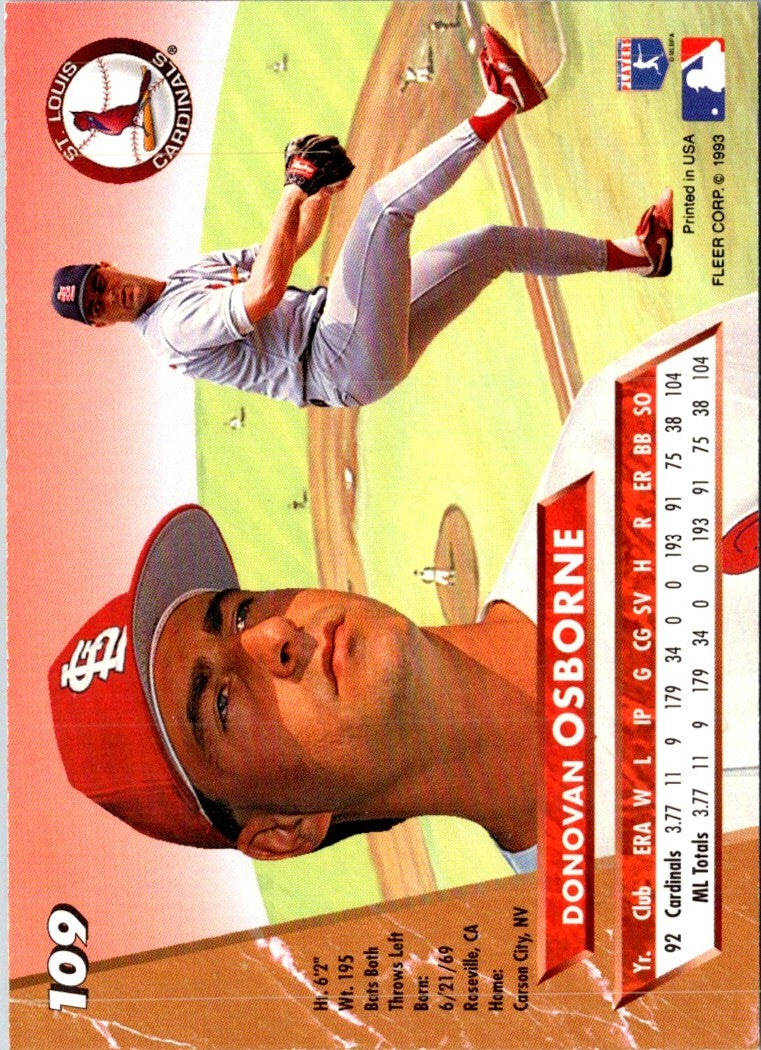 109
ST. LOUIS
CARDINALS®
Ht. 6'2"
Wt. 195
Bats Both
Throws Left
Born:
6/21/69
Roseville, CA
Home:
Carson City, NV
DONOVAN OSBORNE
Yr. Club ERA W L IP G CG SV H R ER BB SO
92 Cardinals 3.77 11 9 179 34 0 0 193 91 75 38 104
ML Totals 3.77 11 9 179 34 0 0 193 91 75 38 104
PLAYERS
© MLBPA
Printed in USA
FLEER CORP. © 1993